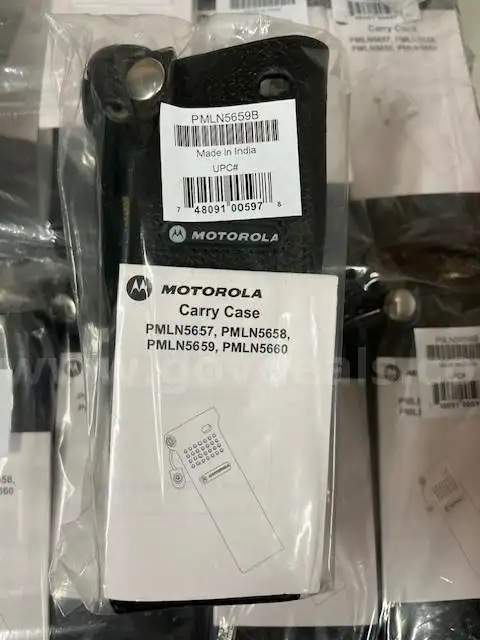 Carry Case
PMLN5659B
Made in India
UPC#
7 48091 00597 8
MOTOROLA
MOTOROLA
Carry Case
PMLN5657, PMLN5658,
PMLN5659, PMLN5660
MOTOROLA